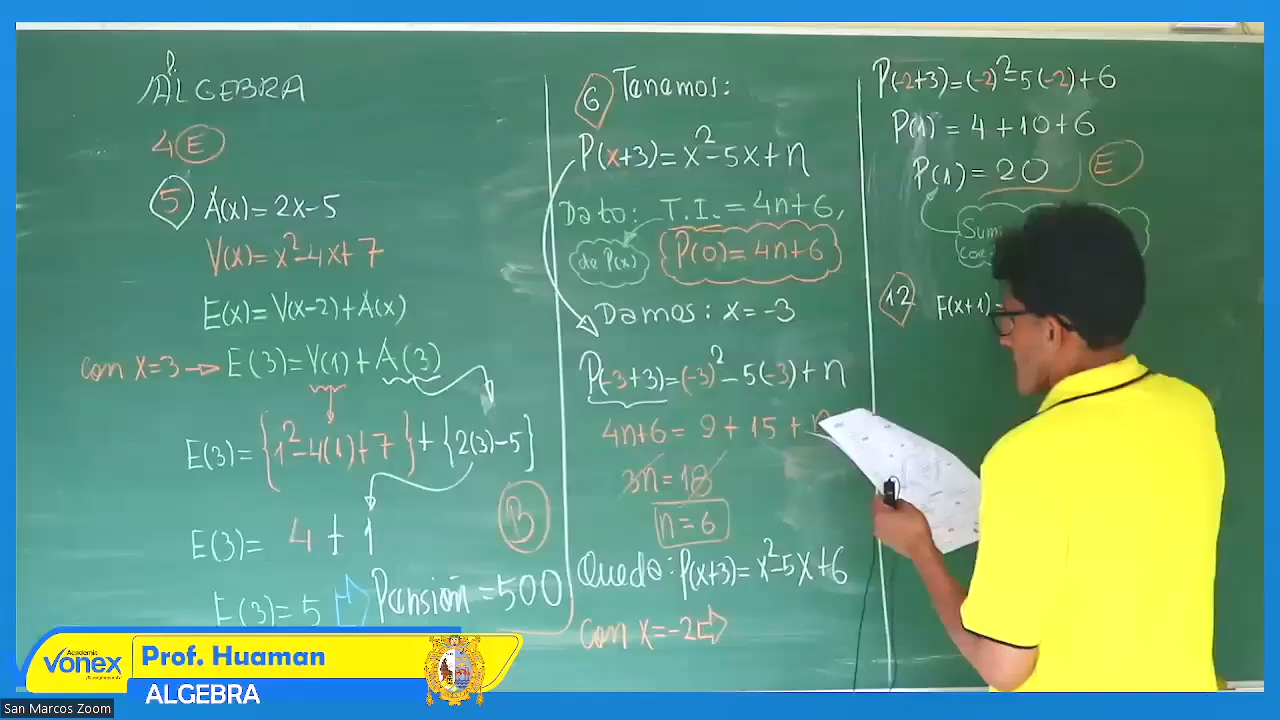 ALGEBRA
4 E
5 A(x)=2x-5
V(x)=x²-4x+7
E(x)=V(x-2)+A(x)
con x=3→ E(3)=V(1)+A(3)
E(3)={1²-4(1)+7}+{2(3)-5}
E(3)= 4 + 1
B
E(3)=5 Pensión=500
6 Tenemos:
P(x+3)=x²-5x+n
Dato: T.I.=4n+6,
de P(x) P(0)=4n+6
Damos: x=-3
P(-3+3)=(-3)²-5(-3)+n
4n+6= 9+15+n
3n=18
n=6
Queda: P(x+3)=x²-5x+6
con x=-2
P(-2+3)=(-2)²-5(-2)+6
P(1)=4+10+6
P(1)=20 E
12 F(x+1)=
Academia
vonex
Prof. Huaman
ALGEBRA
San Marcos Zoom